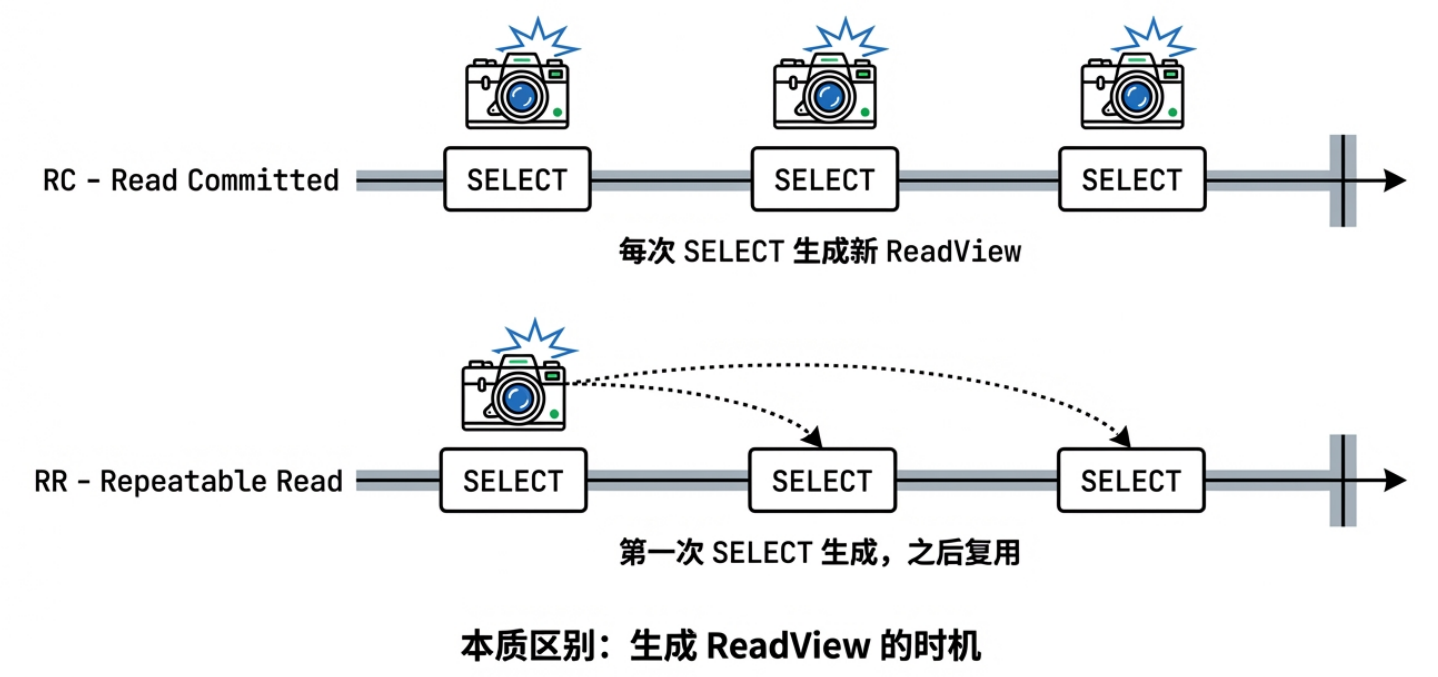 RC - Read Committed
SELECT
SELECT
SELECT
每次 SELECT 生成新 ReadView
RR - Repeatable Read
SELECT
SELECT
SELECT
第一次 SELECT 生成，之后复用
本质区别：生成 ReadView 的时机